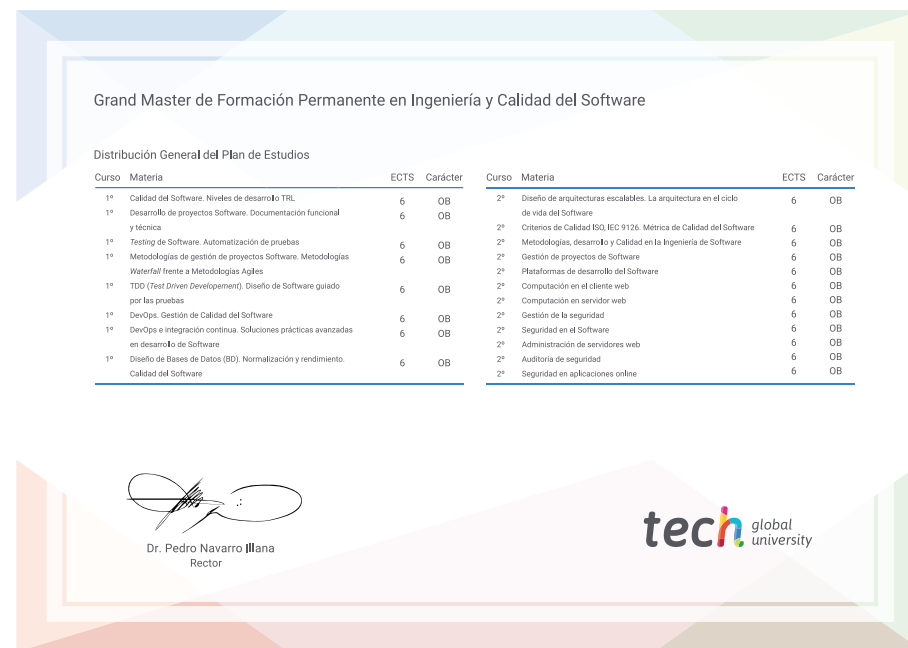 Grand Master de Formación Permanente en Ingeniería y Calidad del Software
Distribución General del Plan de Estudios
Curso Materia ECTS Carácter
1º Calidad del Software. Niveles de desarrollo TRL 6 OB
1º Desarrollo de proyectos Software. Documentación funcional 6 OB
y técnica
1º Testing de Software. Automatización de pruebas 6 OB
1º Metodologías de gestión de proyectos Software. Metodologías 6 OB
Waterfall frente a Metodologías Agiles
1º TDD (Test Driven Developement). Diseño de Software guiado 6 OB
por las pruebas
1º DevOps. Gestión de Calidad del Software 6 OB
1º DevOps e integración continua. Soluciones prácticas avanzadas 6 OB
en desarrollo de Software
1º Diseño de Bases de Datos (BD). Normalización y rendimiento. 6 OB
Calidad del Software
Curso Materia ECTS Carácter
2º Diseño de arquitecturas escalables. La arquitectura en el ciclo 6 OB
de vida del Software
2º Criterios de Calidad ISO, IEC 9126. Métrica de Calidad del Software 6 OB
2º Metodologías, desarrollo y Calidad en la Ingeniería de Software 6 OB
2º Gestión de proyectos de Software 6 OB
2º Plataformas de desarrollo del Software 6 OB
2º Computación en el cliente web 6 OB
2º Computación en servidor web 6 OB
2º Gestión de la seguridad 6 OB
2º Seguridad en el Software 6 OB
2º Administración de servidores web 6 OB
2º Auditoría de seguridad 6 OB
2º Seguridad en aplicaciones online 6 OB
Dr. Pedro Navarro Illana
Rector
tech global
university